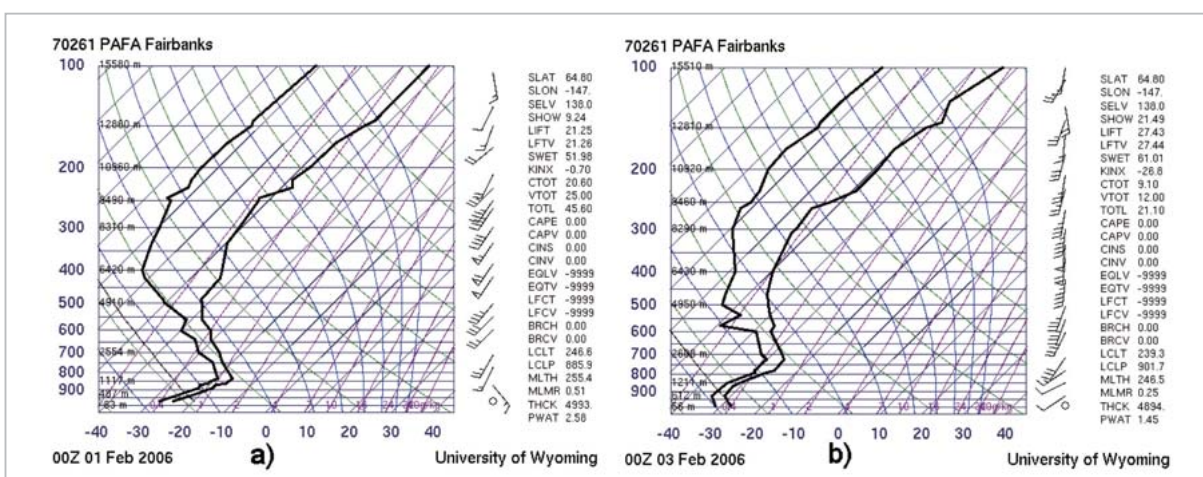 70261 PAFA Fairbanks
100
15580 m
12860 m
200
10960 m
8490 m
300
6310 m
400
6420 m
500
4910 m
600
700
2654 m
800
1117 m
900
-40 -30 -20 -10 0 10 20 30 40
SLAT 64.80
SLON -147.
SELV 138.0
SHOW 9.24
LIFT 21.25
LFTV 21.26
SWET 51.98
KINX -0.70
CTOT 20.60
VTOT 25.00
TOTL 45.60
CAPE 0.00
CAPV 0.00
CINS 0.00
CINV 0.00
EQLV -9999
EQTV -9999
LFCT -9999
LFCV -9999
BRCH 0.00
BRCV 0.00
LCLT 246.6
LCLP 885.9
MLTH 255.4
MLMR 0.51
THCK 4993.
PWAT 2.58
00Z 01 Feb 2006
a)
University of Wyoming
70261 PAFA Fairbanks
100
15510 m
12810 m
200
10920 m
8460 m
300
8290 m
400
6430 m
500
4950 m
600
700
800
1211 m
900
612 m
-40 -30 -20 -10 0 10 20 30 40
SLAT 64.80
SLON -147.
SELV 138.0
SHOW 21.49
LIFT 27.43
LFTV 27.44
SWET 61.01
KINX -26.8
CTOT 9.10
VTOT 12.00
TOTL 21.10
CAPE 0.00
CAPV 0.00
CINS 0.00
CINV 0.00
EQLV -9999
EQTV -9999
LFCT -9999
LFCV -9999
BRCH 0.00
BRCV 0.00
LCLT 239.3
LCLP 901.7
MLTH 246.5
MLMR 0.25
THCK 4894.
PWAT 1.45
00Z 03 Feb 2006
b)
University of Wyoming